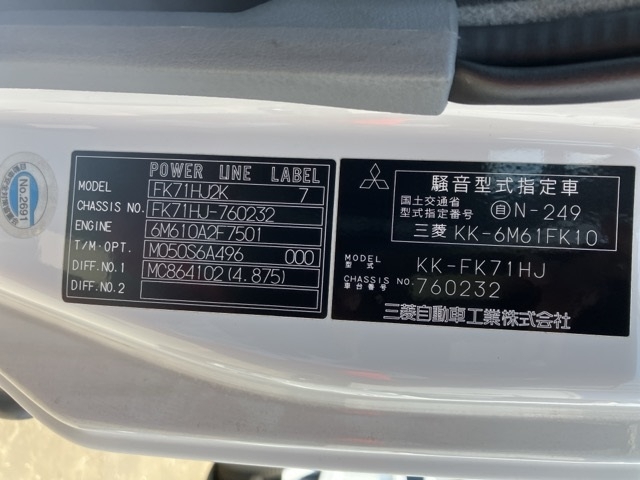 No.2691
POWER LINE LABEL
MODEL FK71HJ2K 7
CHASSIS NO. FK71HJ-760232
ENGINE 6M610A2F7501
T/M・OPT. M050S6A496 000
DIFF.NO.1 MC864102(4.875)
DIFF.NO.2
騒音型式指定車
国土交通省
型式指定番号 自N-249
三菱 KK-6M61FK10
MODEL
型式 KK-FK71HJ
CHASSIS NO.
車台番号 760232
三菱自動車工業株式会社